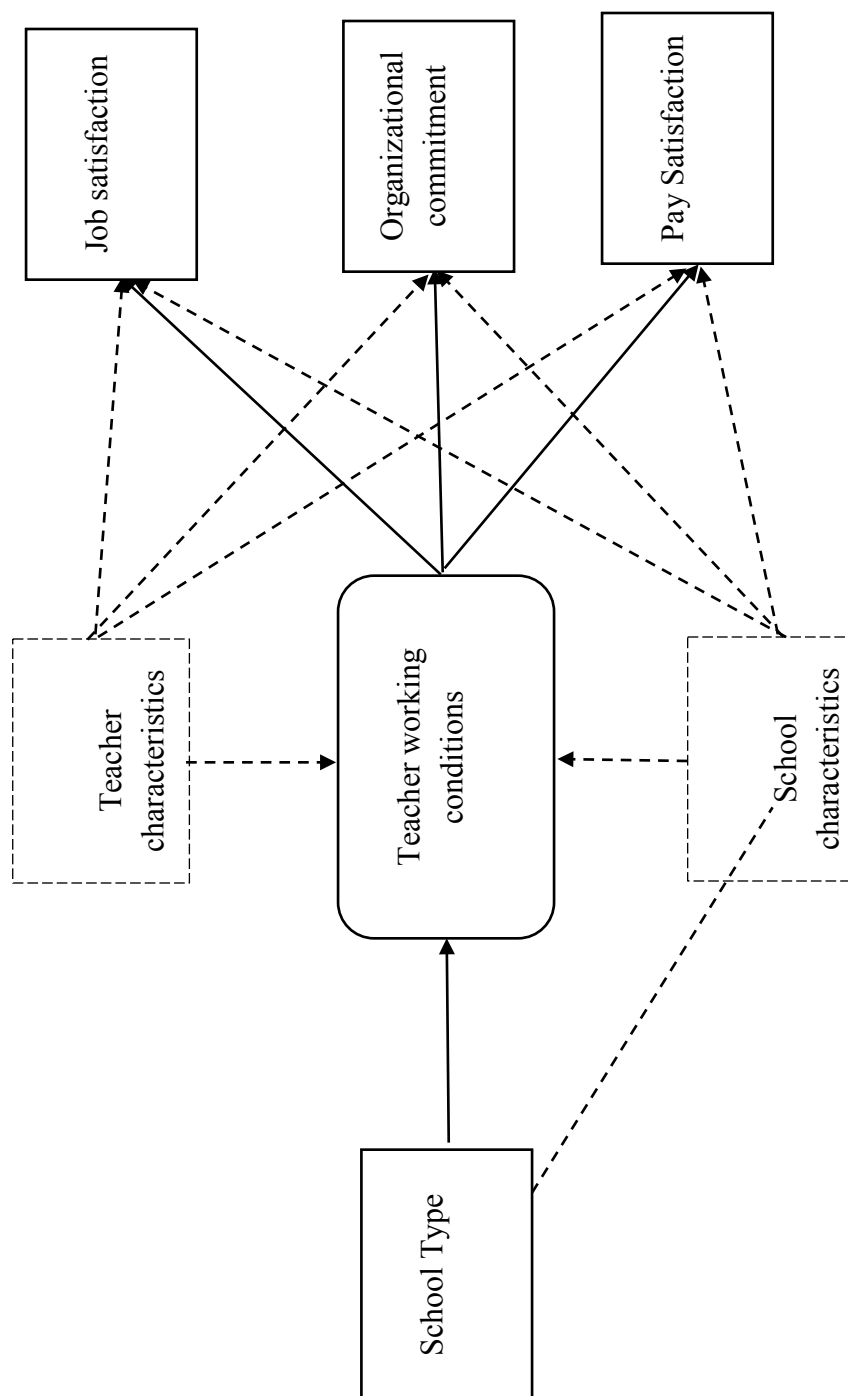 School Type
Teacher
characteristics
Teacher working
conditions
School
characteristics
Job satisfaction
Organizational
commitment
Pay Satisfaction